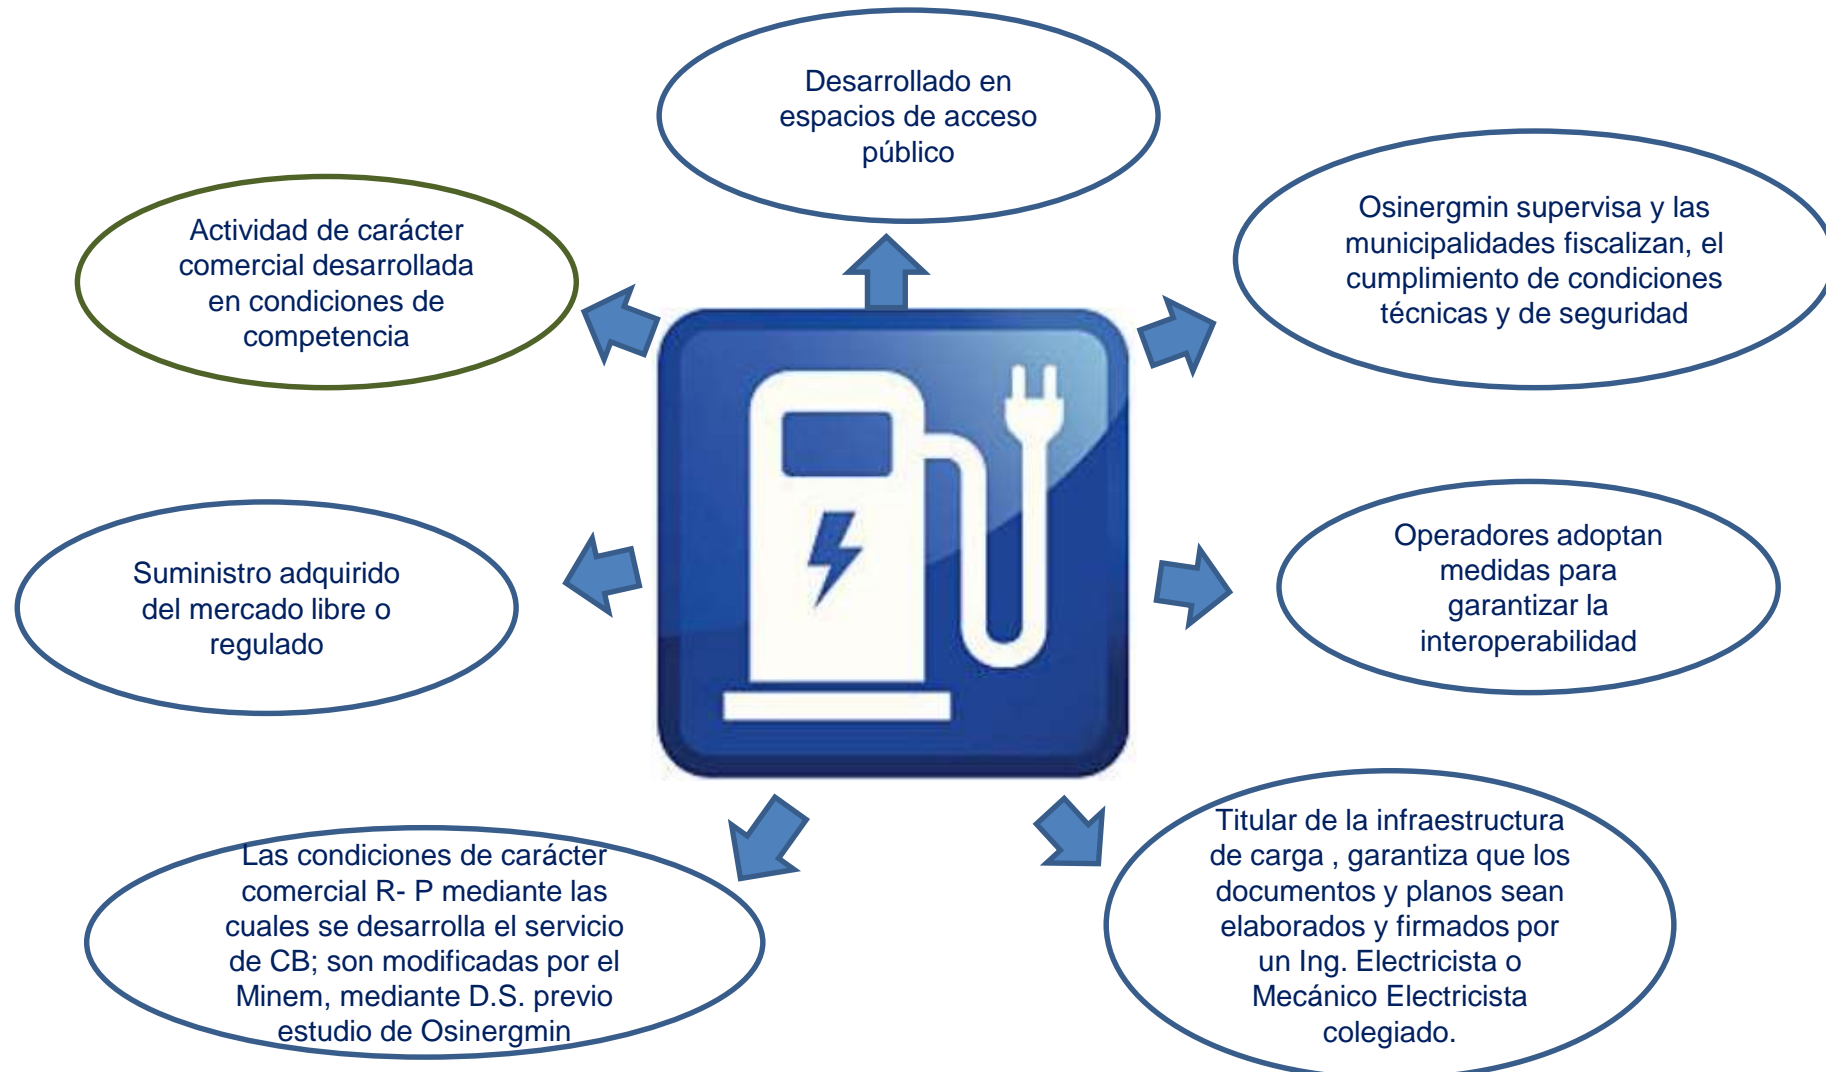 Desarrollado en
espacios de acceso
público
Actividad de carácter
comercial desarrollada
en condiciones de
competencia
Osinergmin supervisa y las
municipalidades fiscalizan, el
cumplimiento de condiciones
técnicas y de seguridad
Suministro adquirido
del mercado libre o
regulado
Operadores adoptan
medidas para
garantizar la
interoperabilidad
Las condiciones de carácter
comercial R- P mediante las
cuales se desarrolla el servicio
de CB; son modificadas por el
Minem, mediante D.S. previo
estudio de Osinergmin
Titular de la infraestructura
de carga , garantiza que los
documentos y planos sean
elaborados y firmados por
un Ing. Electricista o
Mecánico Electricista
colegiado.